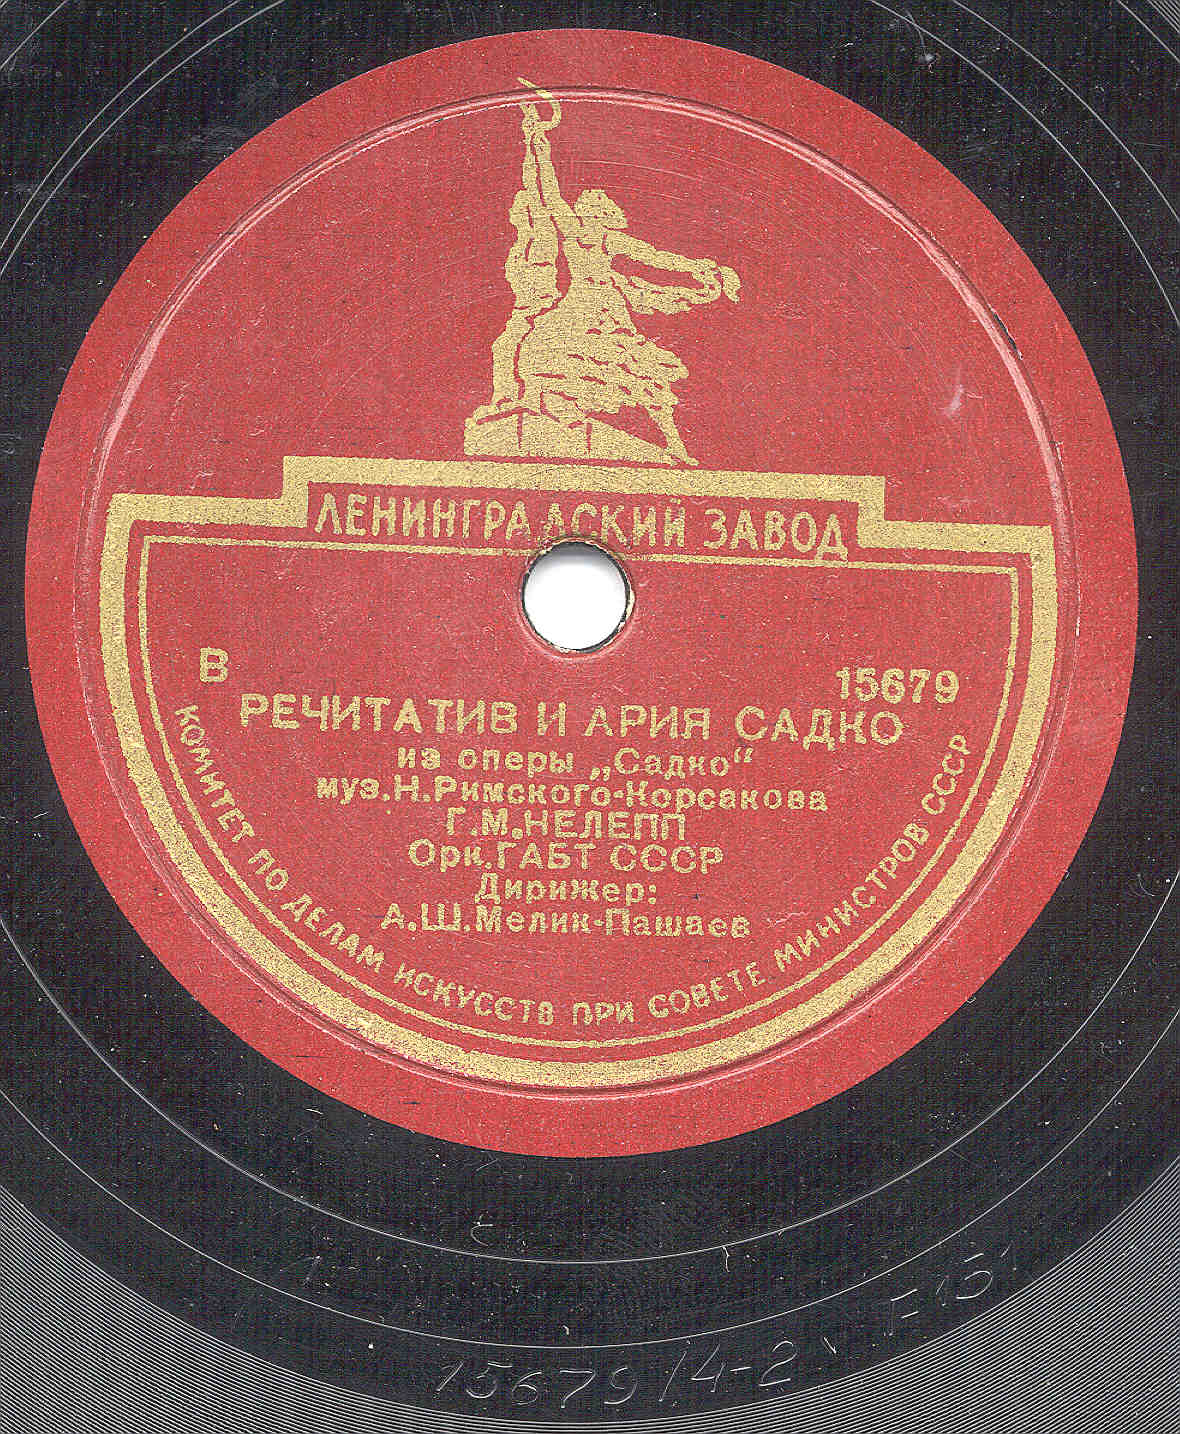 ЛЕНИНГРАДСКИЙ ЗАВОД
В 15679
РЕЧИТАТИВ И АРИЯ САДКО
из оперы „Садко“
муз.Н.Римского-Корсакова
Г.М.НЕЛЕПП
Орк.ГАБТ СССР
Дирижер:
А.Ш.Мелик-Пашаев
КОМИТЕТ ПО ДЕЛАМ ИСКУССТВ ПРИ СОВЕТЕ МИНИСТРОВ СССР
15679/4-2